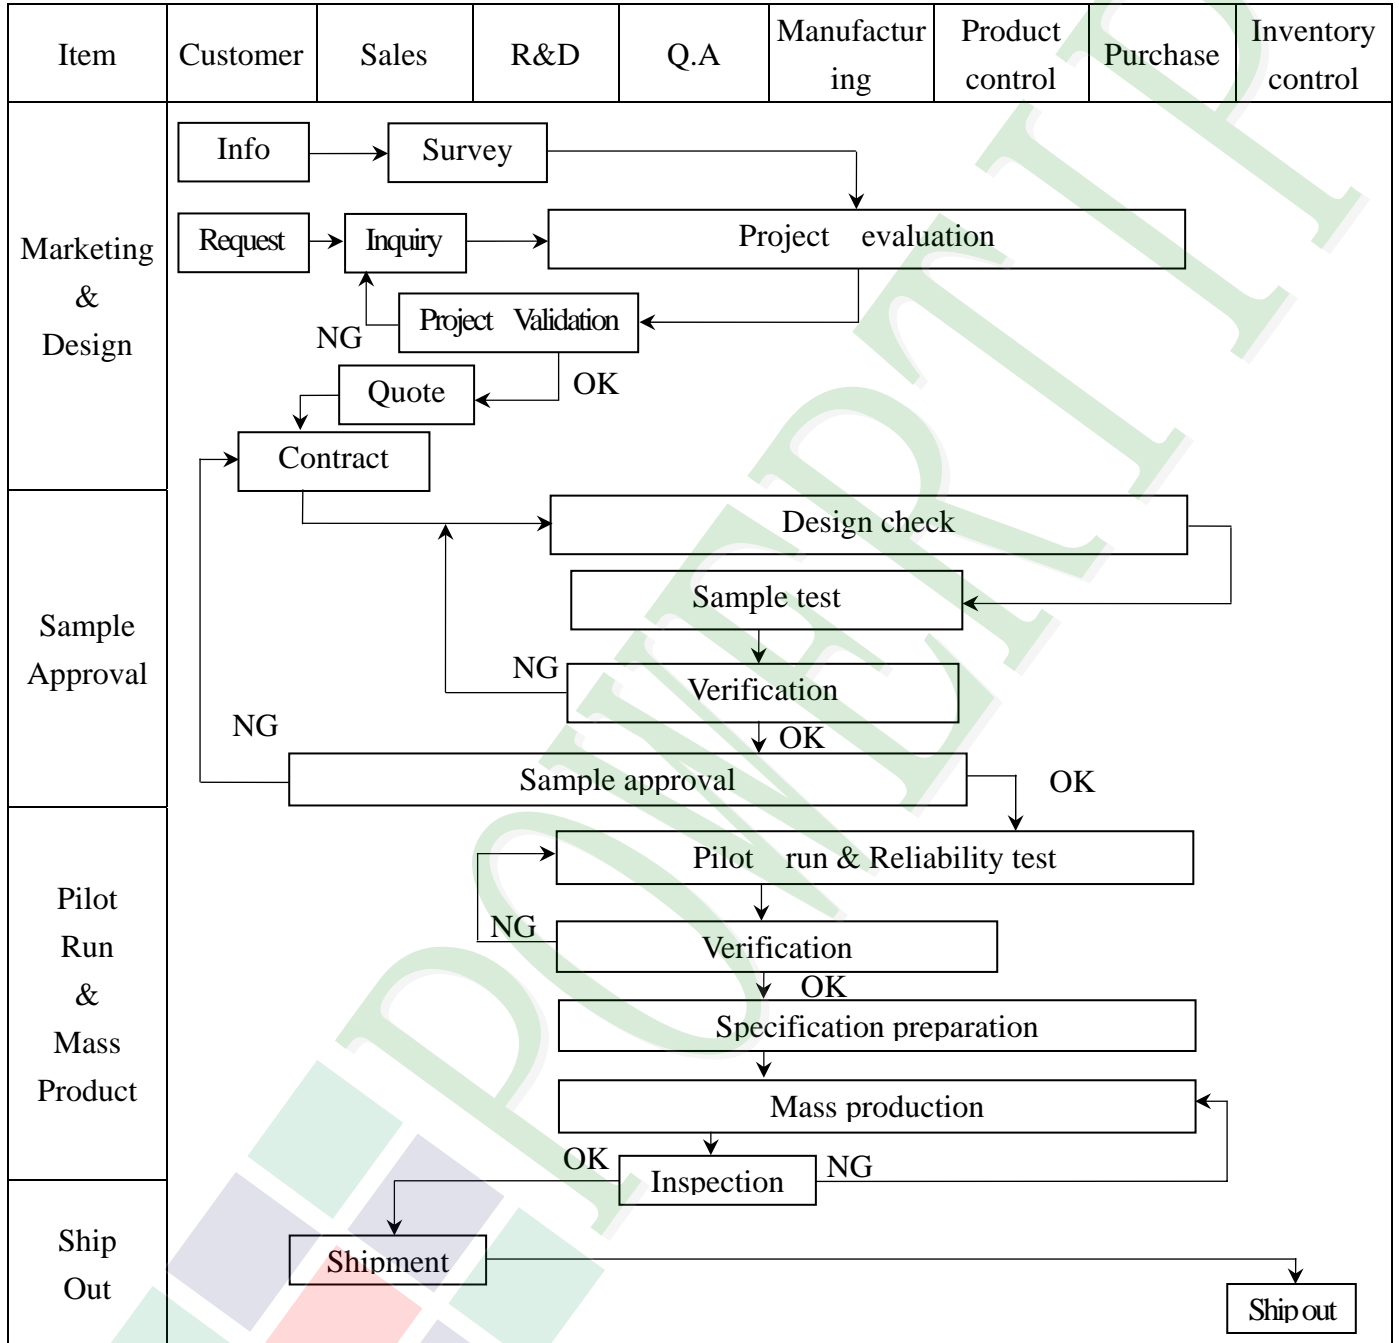 Item Customer Sales R&D Q.A Manufactur Product Purchase Inventory
ing control control
Info Survey
Request Inquiry Project evaluation
Marketing
&
Design
NG Project Validation
Quote OK
Contract
Design check
Sample test
Sample
Approval
NG Verification
NG OK
Sample approval OK
Pilot run & Reliability test
Pilot
Run
&
Mass
Product
NG Verification
OK
Specification preparation
Mass production
OK Inspection NG
Ship
Out
Shipment
Ship out
POWERTIP